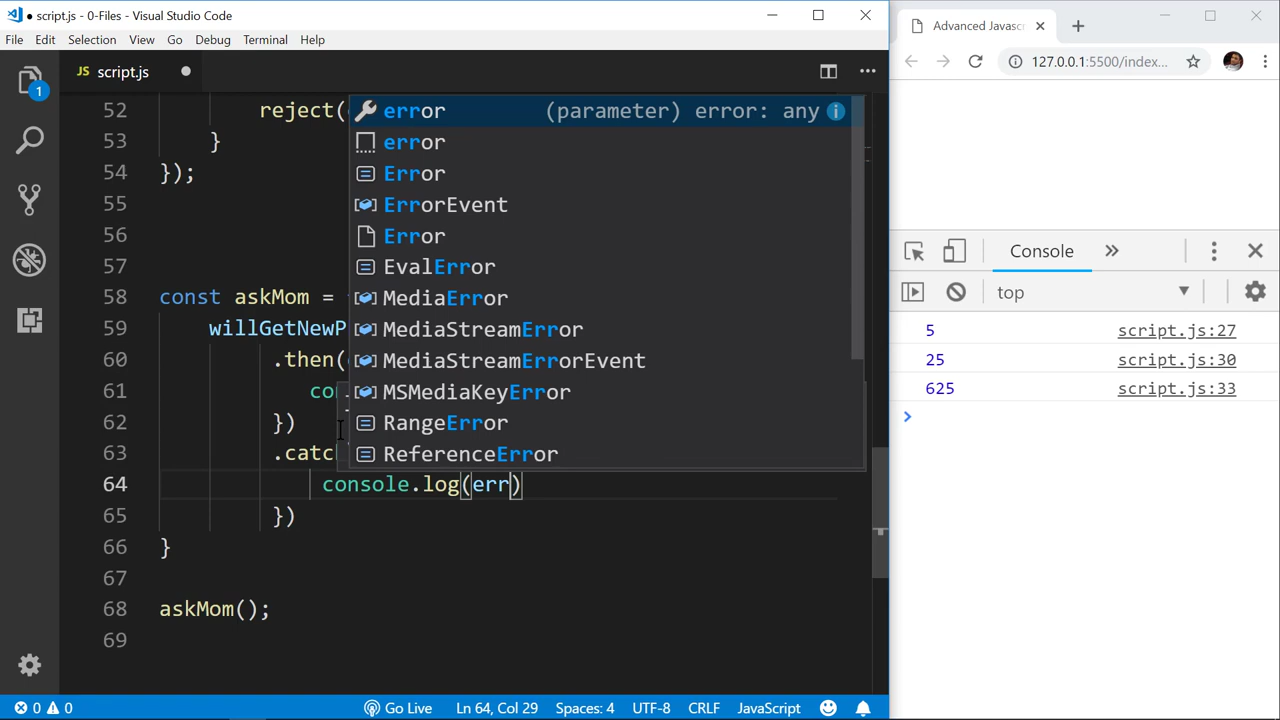 script.js - 0-Files - Visual Studio Code
File Edit Selection View Go Debug Terminal Help
JS script.js
1
52 reject(
53 }
54 });
55
56
57
58 const askMom =
59 willGetNewP
60 .then(
61 con
62 })
63 .catch
64 console.log(err)
65 })
66 }
67
68 askMom();
69
error (parameter) error: any
error
Error
ErrorEvent
Error
EvalError
MediaError
MediaStreamError
MediaStreamErrorEvent
MSMediaKeyError
RangeError
ReferenceError
0 0 Go Live Ln 64, Col 29 Spaces: 4 UTF-8 CRLF JavaScript
Advanced Javasc
127.0.0.1:5500/index...
Console
top
5 script.js:27
25 script.js:30
625 script.js:33